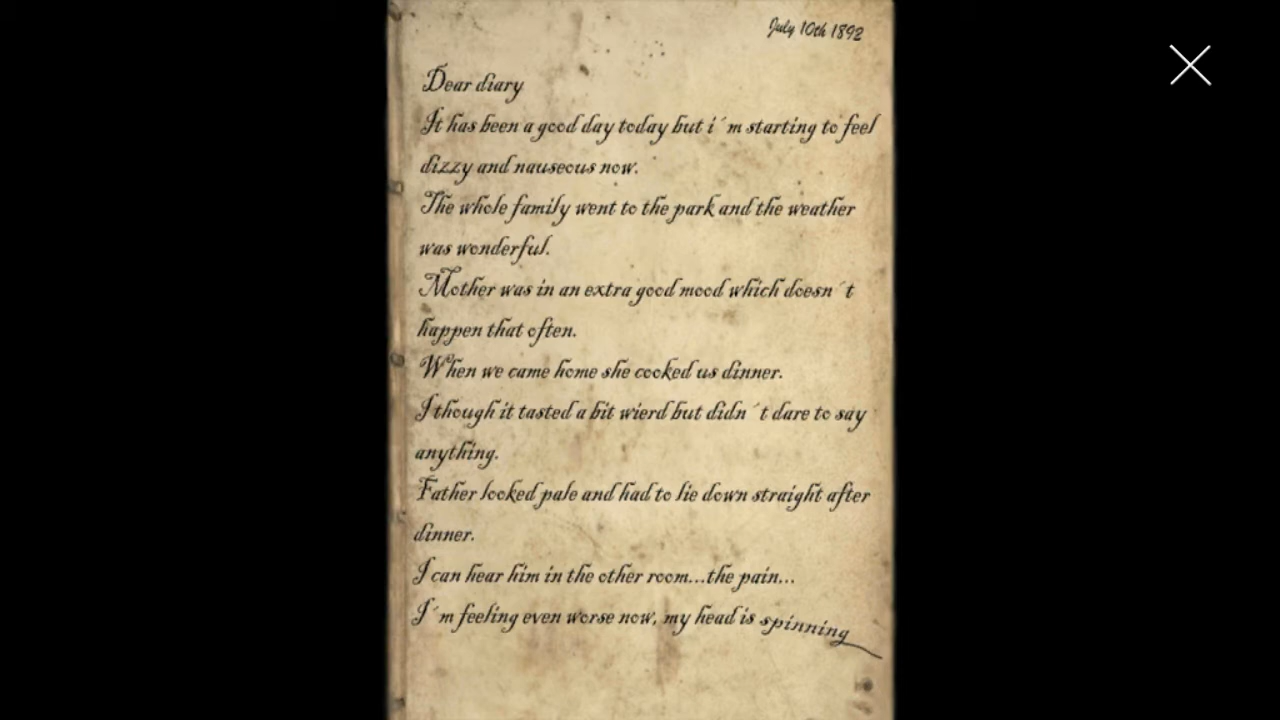 July 10th 1892
Dear diary
It has been a good day today but i´m starting to feel
dizzy and nauseous now.
The whole family went to the park and the weather
was wonderful.
Mother was in an extra good mood which doesn´t
happen that often.
When we came home she cooked us dinner.
I though it tasted a bit wierd but didn´t dare to say
anything.
Father looked pale and had to lie down straight after
dinner.
I can hear him in the other room...the pain...
I´m feeling even worse now, my head is spinning